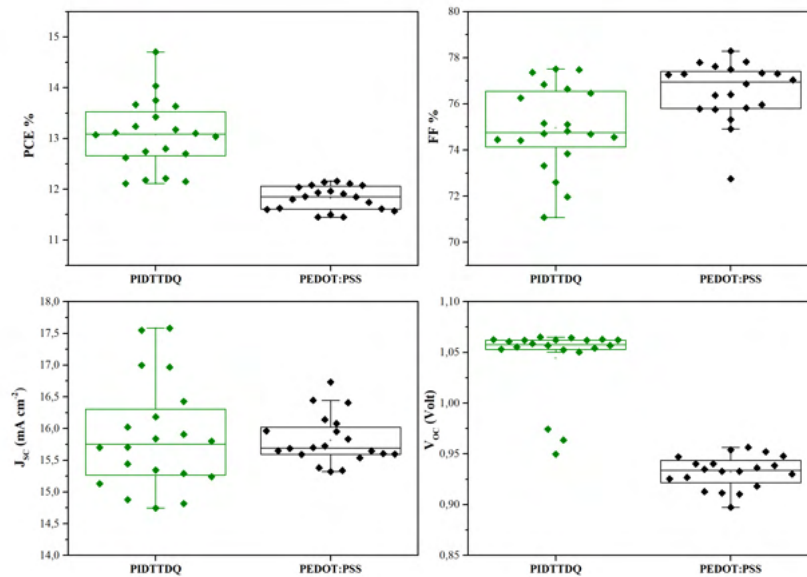 PCE %
15
14
13
12
11
PIDTTDQ
PEDOT:PSS
FF %
80
78
76
74
72
70
PIDTTDQ
PEDOT:PSS
J_SC (mA cm⁻²)
18,0
17,5
17,0
16,5
16,0
15,5
15,0
14,5
14,0
PIDTTDQ
PEDOT:PSS
V_OC (Volt)
1,10
1,05
1,00
0,95
0,90
0,85
PIDTTDQ
PEDOT:PSS